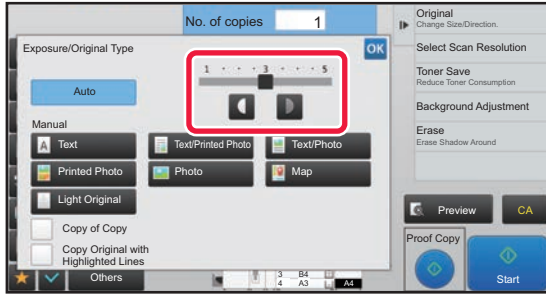 No. of copies 1
Exposure/Original Type
OK
1 3 5
Auto
Manual
A Text
Text/Printed Photo
Text/Photo
Printed Photo
Photo
Map
Light Original
Copy of Copy
Copy Original with
Highlighted Lines
Others
3 B4
4 A3
A4
Original
Change Size/Direction.
Select Scan Resolution
Toner Save
Reduce Toner Consumption
Background Adjustment
Erase
Erase Shadow Around
Preview
CA
Proof Copy
Start